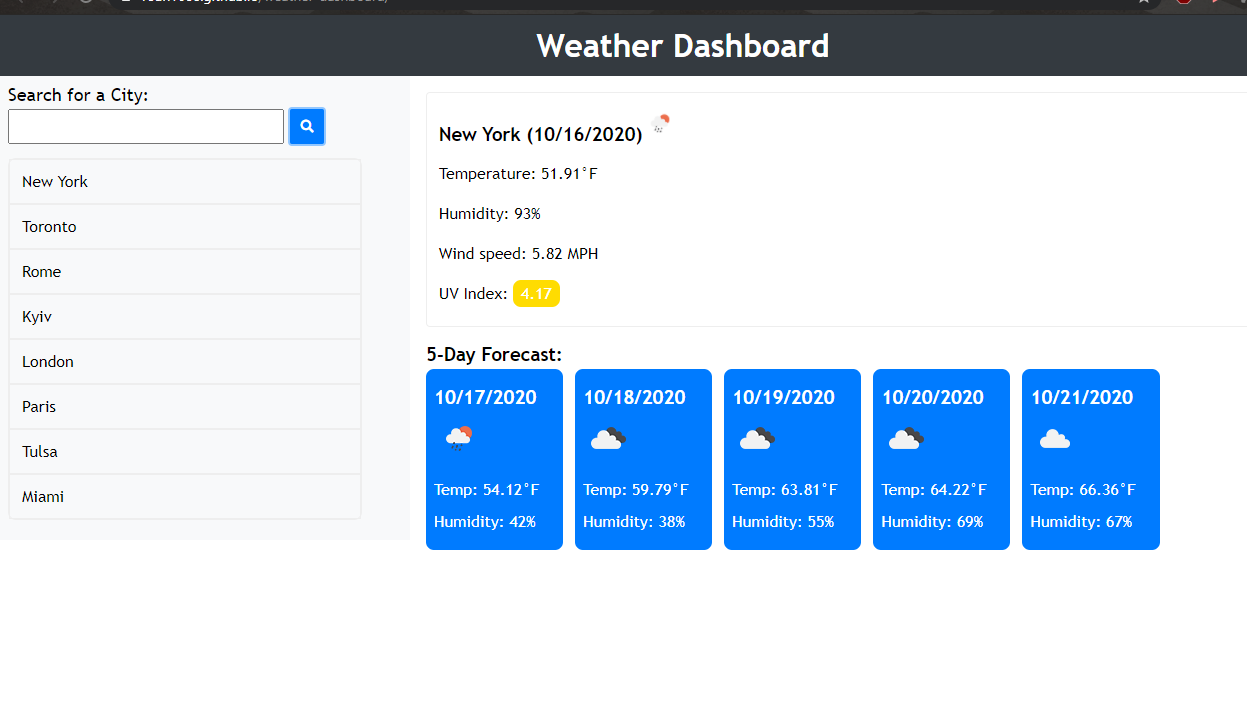 Weather Dashboard
Search for a City:
New York
Toronto
Rome
Kyiv
London
Paris
Tulsa
Miami
New York (10/16/2020)
Temperature: 51.91°F
Humidity: 93%
Wind speed: 5.82 MPH
UV Index: 4.17
5-Day Forecast:
10/17/2020
Temp: 54.12°F
Humidity: 42%
10/18/2020
Temp: 59.79°F
Humidity: 38%
10/19/2020
Temp: 63.81°F
Humidity: 55%
10/20/2020
Temp: 64.22°F
Humidity: 69%
10/21/2020
Temp: 66.36°F
Humidity: 67%